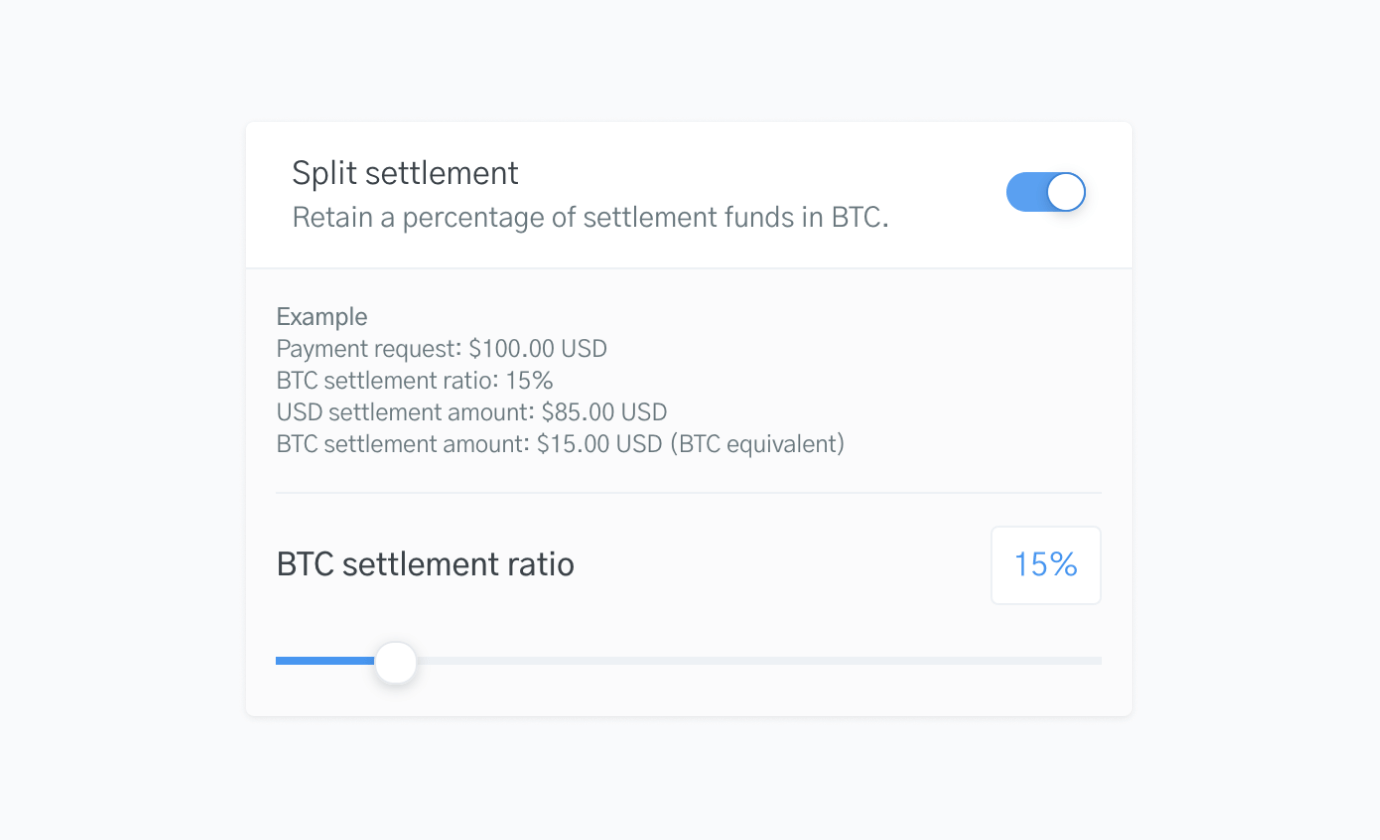 Split settlement
Retain a percentage of settlement funds in BTC.
Example
Payment request: $100.00 USD
BTC settlement ratio: 15%
USD settlement amount: $85.00 USD
BTC settlement amount: $15.00 USD (BTC equivalent)
BTC settlement ratio
15%